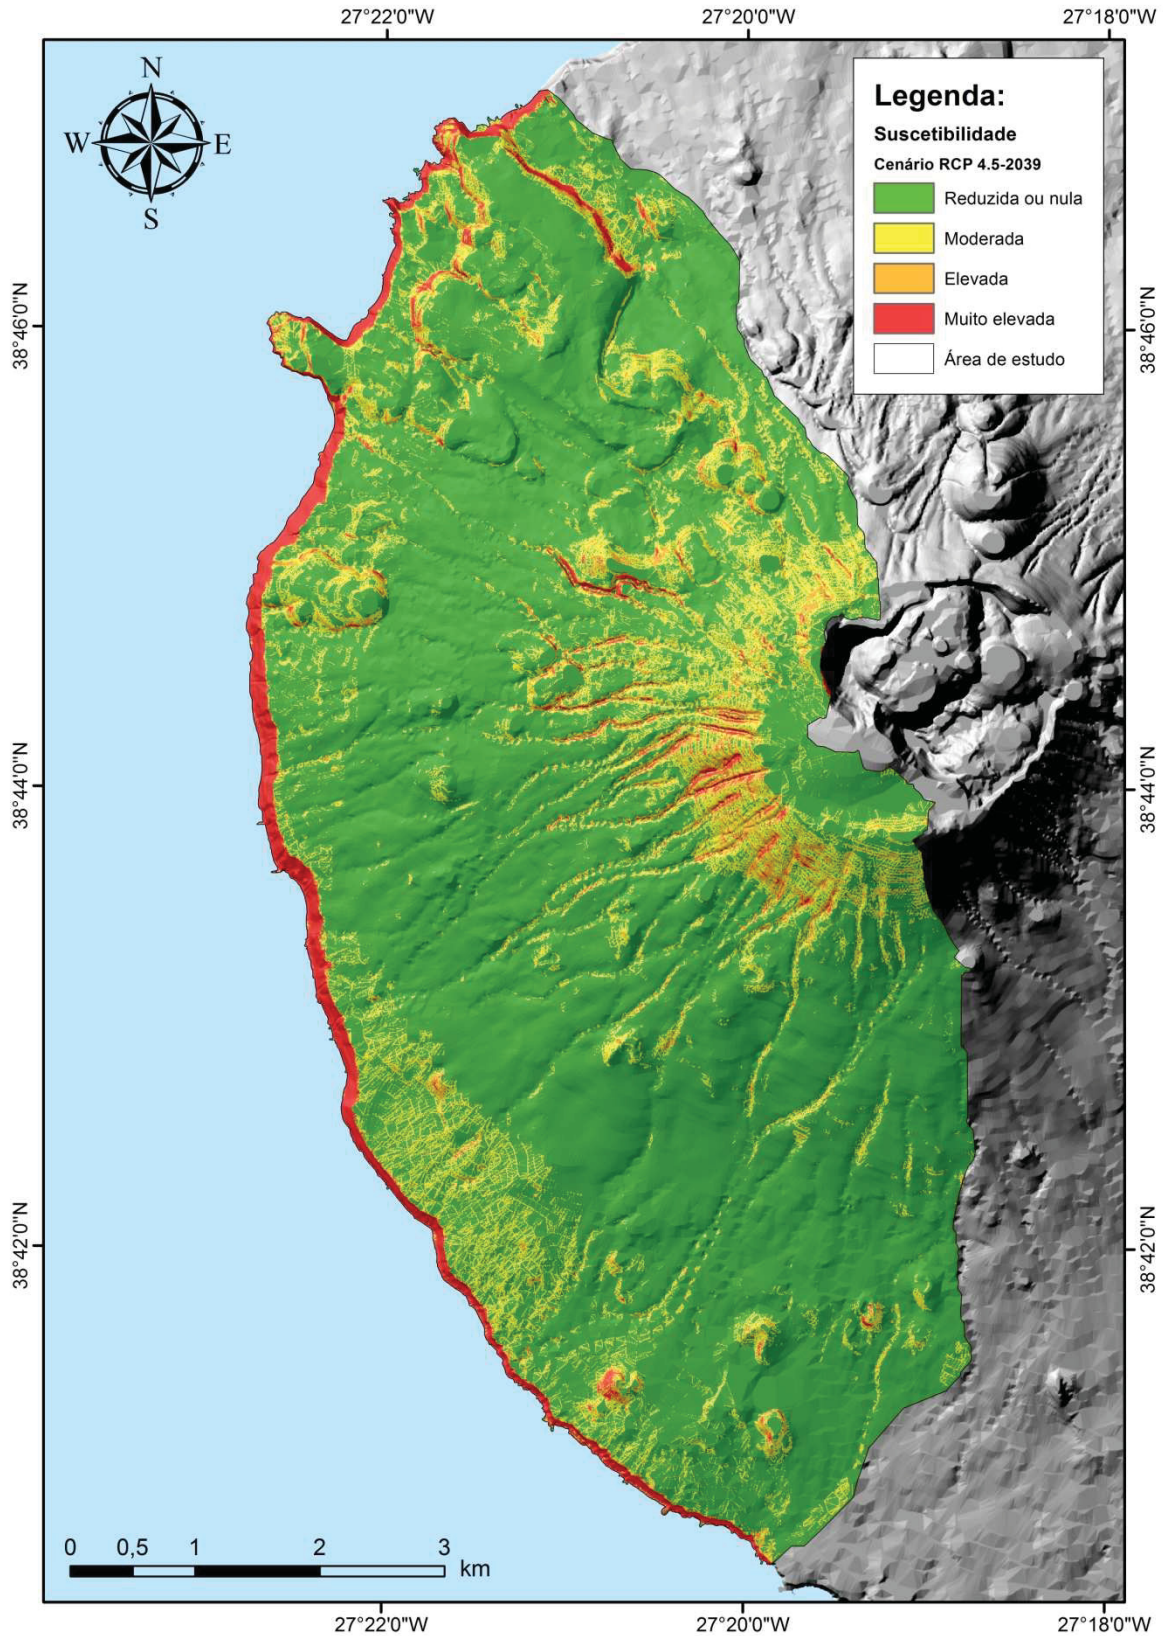 27°22'0"W
27°20'0"W
27°18'0"W
N
W
E
S
Legenda:
Suscetibilidade
Cenário RCP 4.5-2039
Reduzida ou nula
Moderada
Elevada
Muito elevada
Área de estudo
38°46'0"N
38°46'0"N
38°44'0"N
38°44'0"N
38°42'0"N
38°42'0"N
0 0,5 1 2 3
km
27°22'0"W
27°20'0"W
27°18'0"W